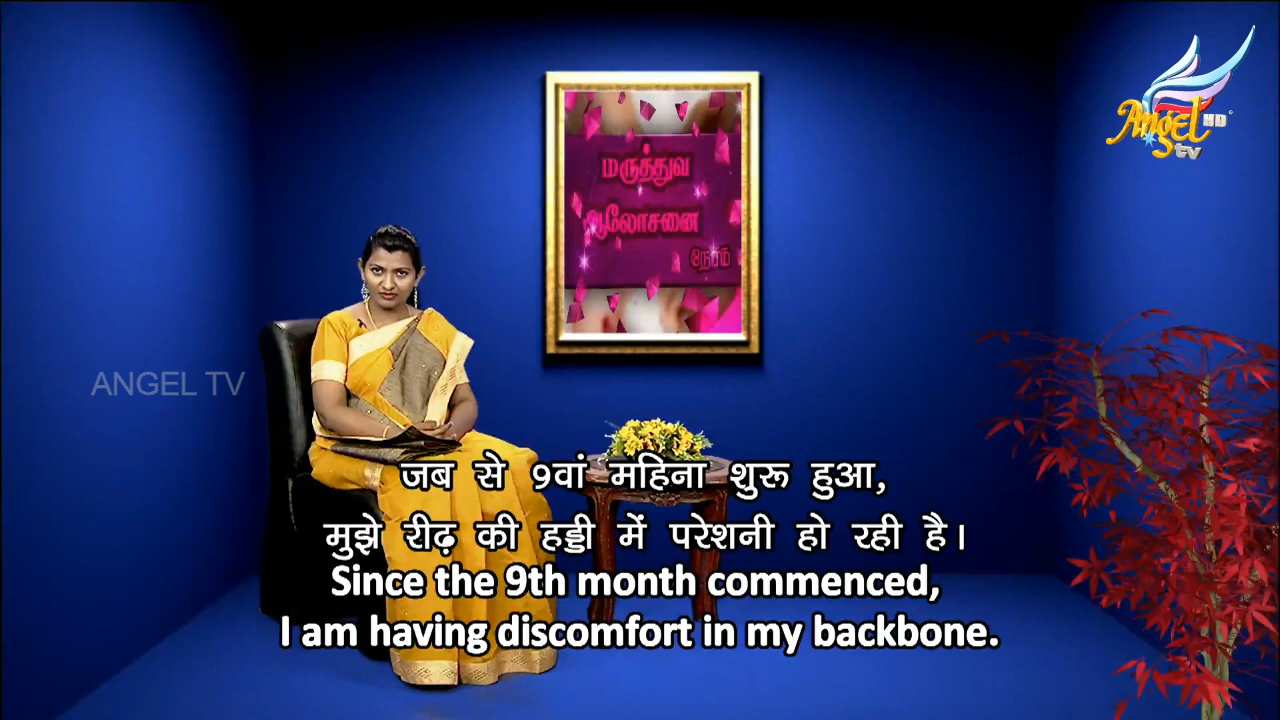 Angel HD
tv
மருத்துவ
ஆலோசனை
நேரம்
ANGEL TV
जब से 9वां महिना शुरू हुआ,
मुझे रीढ़ की हड्डी में परेशनी हो रही है।
Since the 9th month commenced,
I am having discomfort in my backbone.